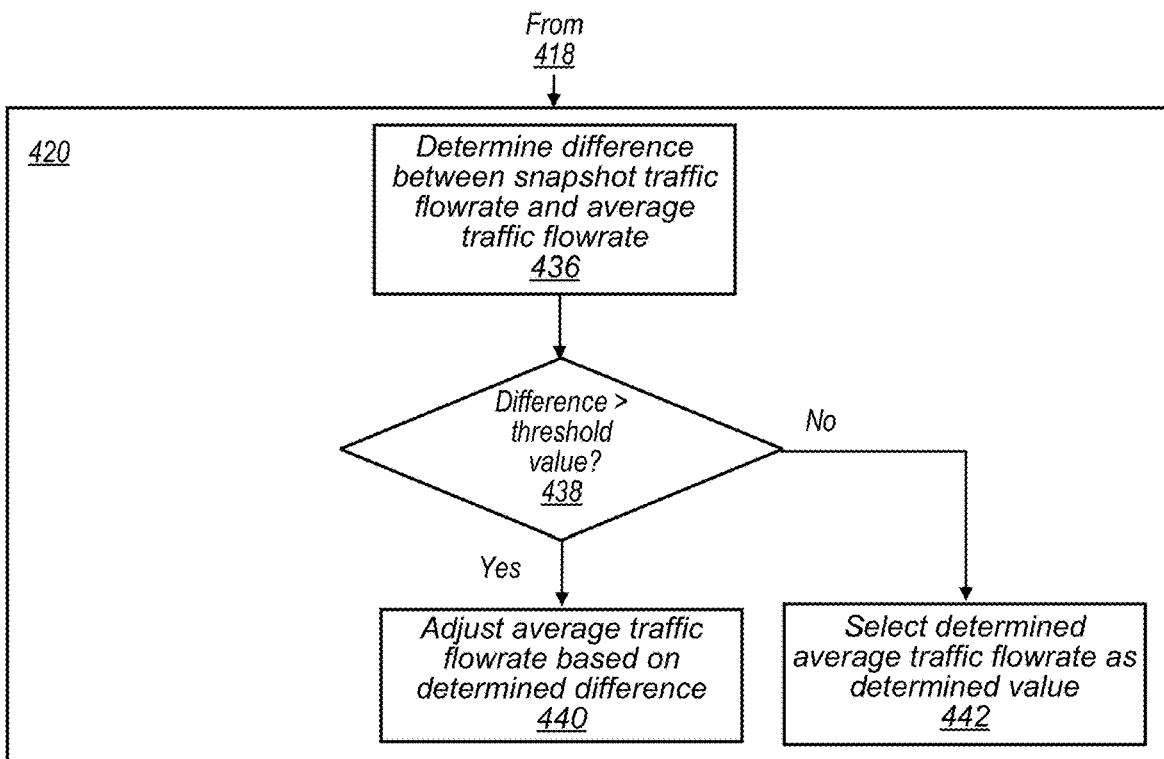 From
418
420
Determine difference
between snapshot traffic
flowrate and average
traffic flowrate
436
Difference >
threshold
value?
438
No
Yes
Adjust average traffic
flowrate based on
determined difference
440
Select determined
average traffic flowrate as
determined value
442